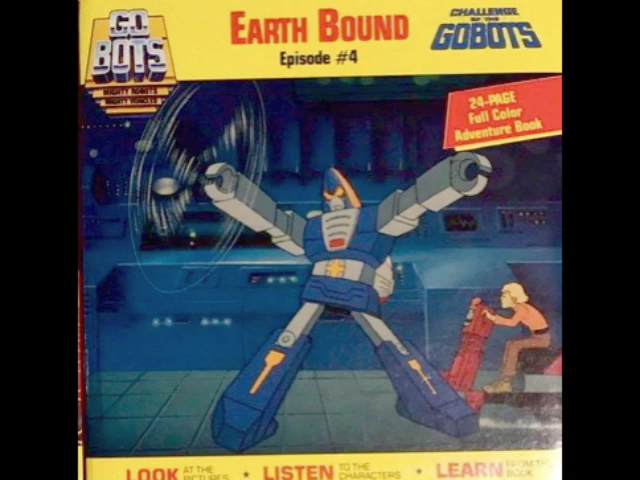 GO
BOTS
MIGHTY ROBOTS
MIGHTY VEHICLES
EARTH BOUND
Episode #4
CHALLENGE
OF THE
GOBOTS
24-PAGE
Full Color
Adventure Book
LOOK AT THE PICTURES * LISTEN TO THE CHARACTERS * LEARN FROM THE BOOK